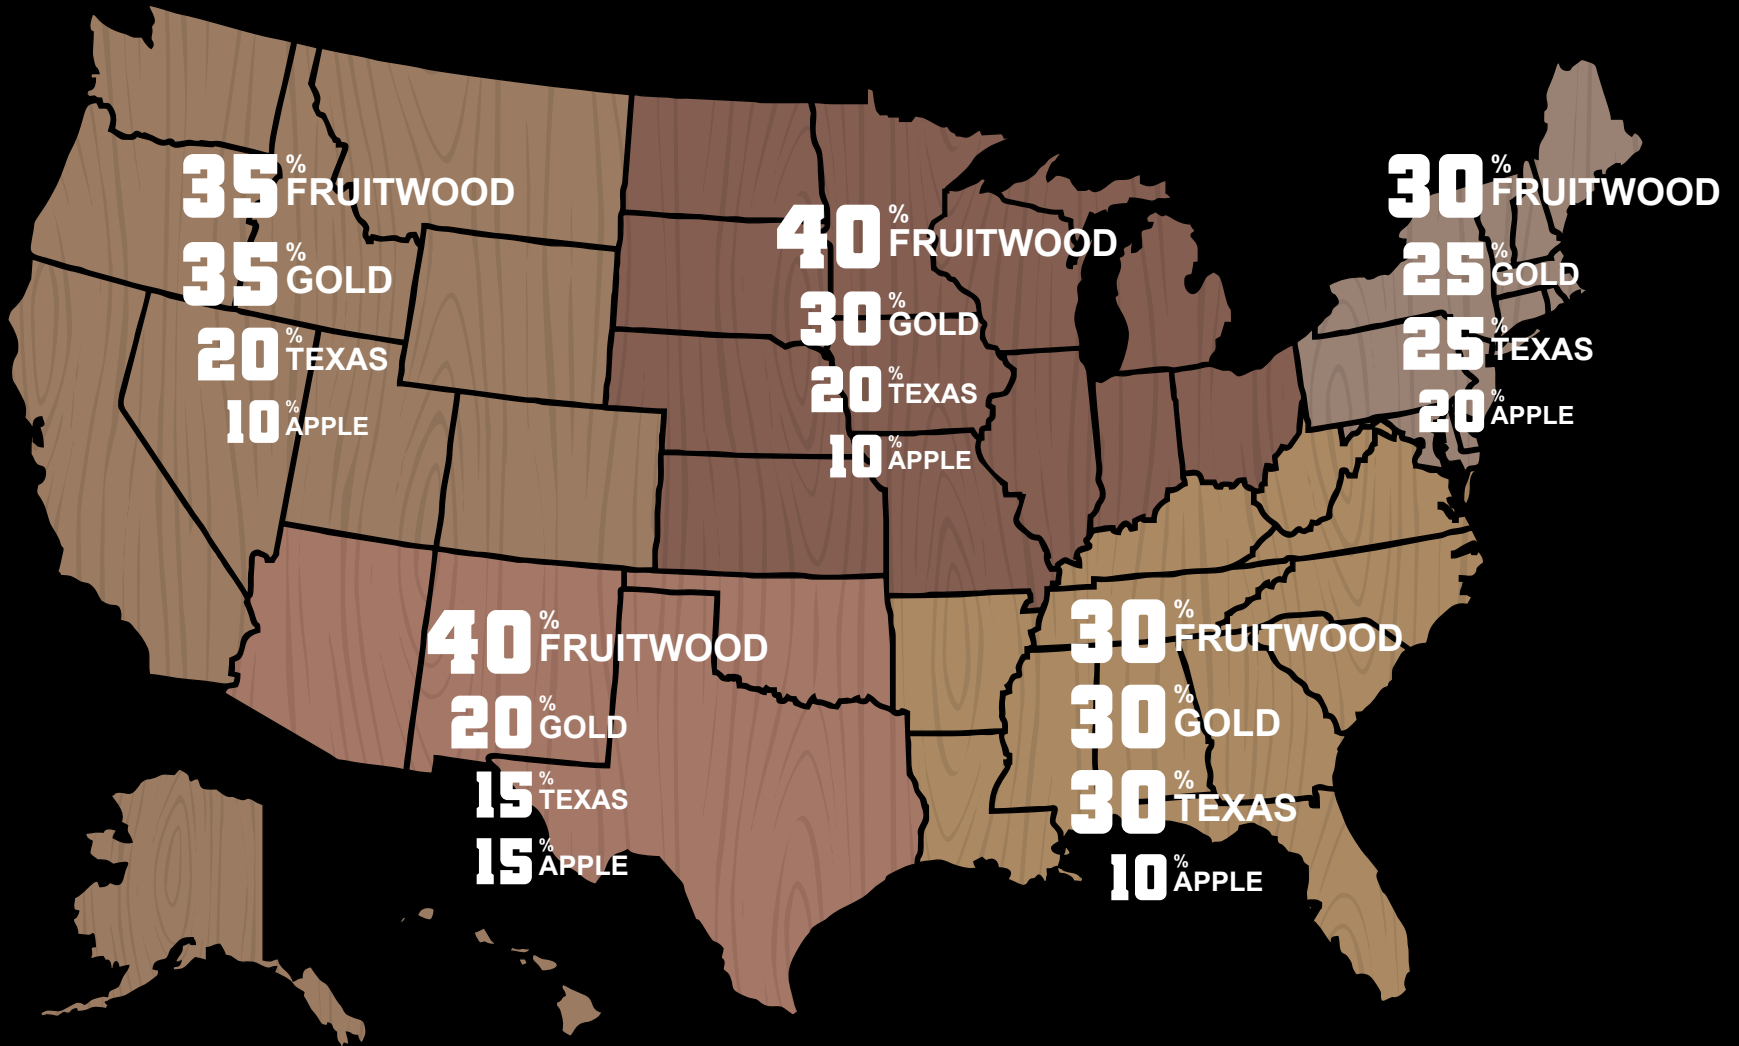 35% FRUITWOOD
35% GOLD
20% TEXAS
10% APPLE
40% FRUITWOOD
30% GOLD
20% TEXAS
10% APPLE
30% FRUITWOOD
25% GOLD
25% TEXAS
20% APPLE
40% FRUITWOOD
20% GOLD
15% TEXAS
15% APPLE
30% FRUITWOOD
30% GOLD
30% TEXAS
10% APPLE